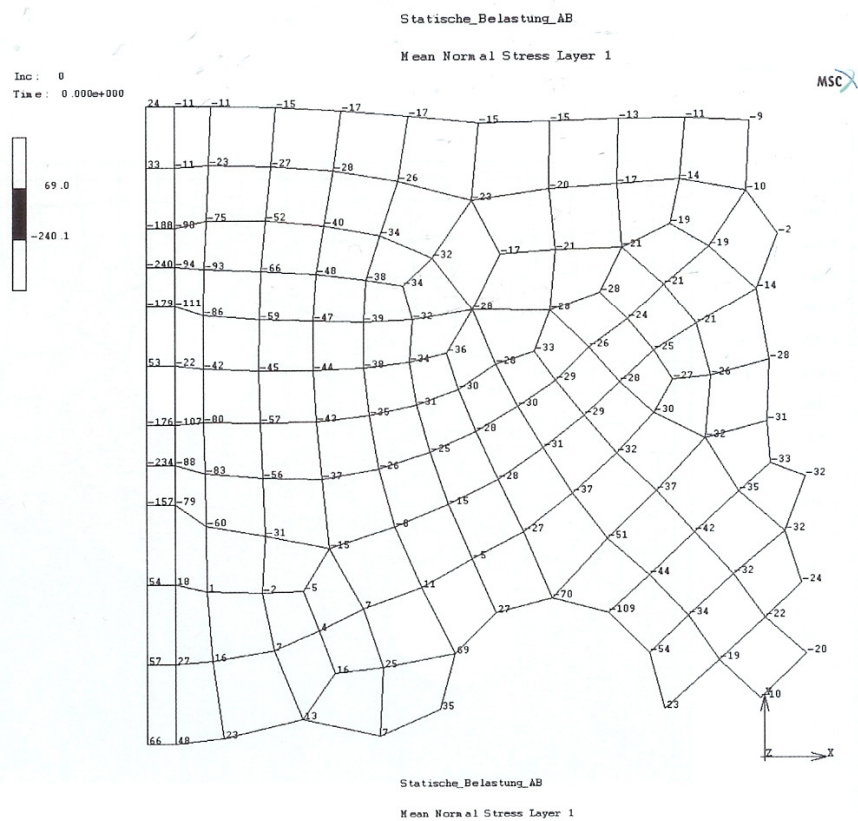 Statische_Belastung_AB
Mean Normal Stress Layer 1
Inc : 0
Time : 0.000e+000
MSC
69.0
-240.1
24 -11 -11 -15 -17 -17 -15 -15 -13 -11 -9
33 -11 -23 -27 -28 -26 -23 -20 -17 -14 -10
-188 -90 -75 -52 -40 -34 -32 -17 -21 -21 -19 -19 -2
-240 -94 -93 -66 -48 -38 -34 -28 -21 -14
-179 -111 -86 -59 -47 -39 -32 -28 -28 -24 -21
53 -22 -42 -45 -44 -38 -34 -36 -28 -33 -26 -25 -28
-29 -28 -27 -26
-176 -107 -80 -57 -43 -35 -31 -30 -30 -29 -30 -31
-234 -88 -83 -56 -37 -26 -25 -28 -31 -32 -32 -33 -32
-157 -79 -60 -31 -15 -8 -15 -28 -37 -37 -35
-5 -27 -51 -42 -32
54 18 1 -2 -5 7 11 -70 -44 -32 -24
4 27 -109 -34 -22
57 27 16 7 16 25 69 -54 -19 -20
66 48 23 13 7 35 23 -10
Y
Z X
Statische_Belastung_AB
Mean Normal Stress Layer 1